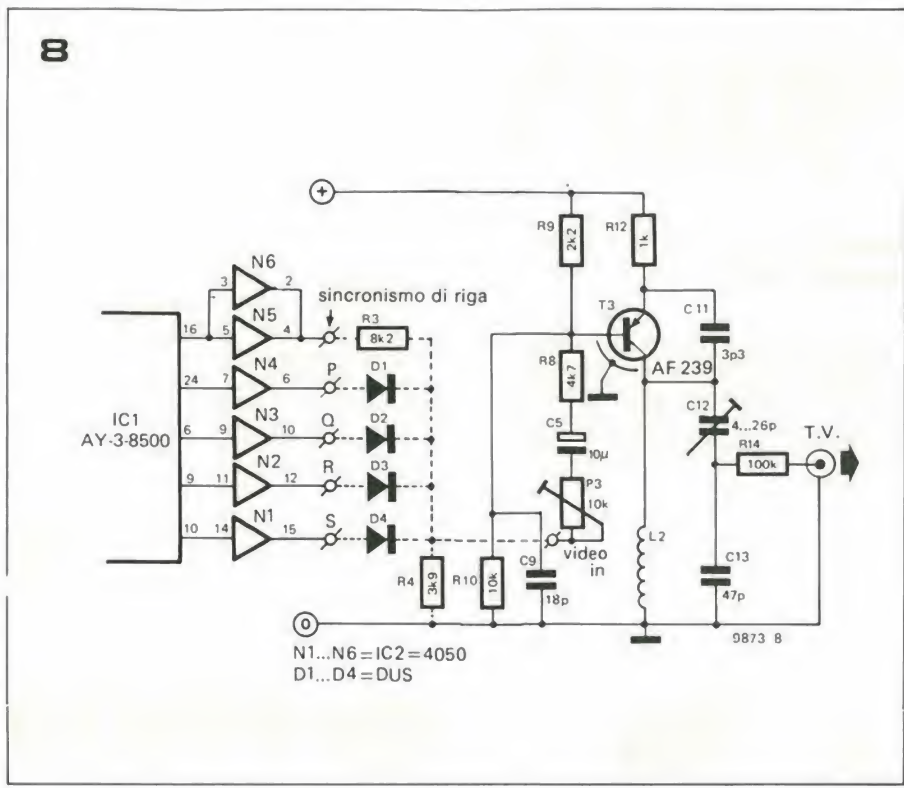 8
+
R9
2k2
R12
1k
N6
3
2
sincronismo di riga
16
5
N5
4
R3
8k2
T3
C11
3p3
AF 239
24
7
N4
6
P
D1
R8
4k7
C12
4...26p
T.V.
IC1
AY-3-8500
6
9
N3
10
Q
D2
C5
10μ
R14
100k
9
11
N2
12
R
D3
P3
10k
10
14
N1
15
S
D4
video
in
L2
C13
47p
R4
3k9
R10
10k
C9
18p
0
9873 8
N1...N6=IC2=4050
D1...D4=DUS